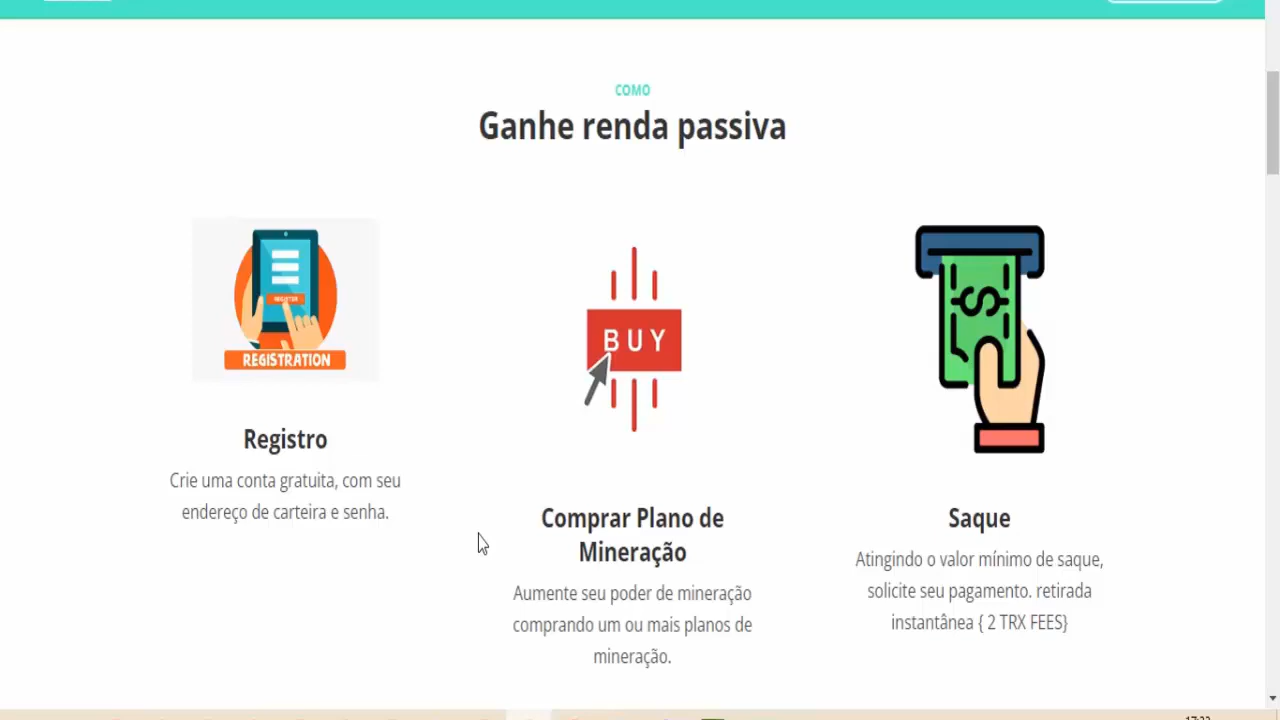 COMO
Ganhe renda passiva
REGISTER
REGISTRATION
Registro
Crie uma conta gratuita, com seu
endereço de carteira e senha.
BUY
Comprar Plano de
Mineração
Aumente seu poder de mineração
comprando um ou mais planos de
mineração.
Saque
Atingindo o valor mínimo de saque,
solicite seu pagamento. retirada
instantânea { 2 TRX FEES}